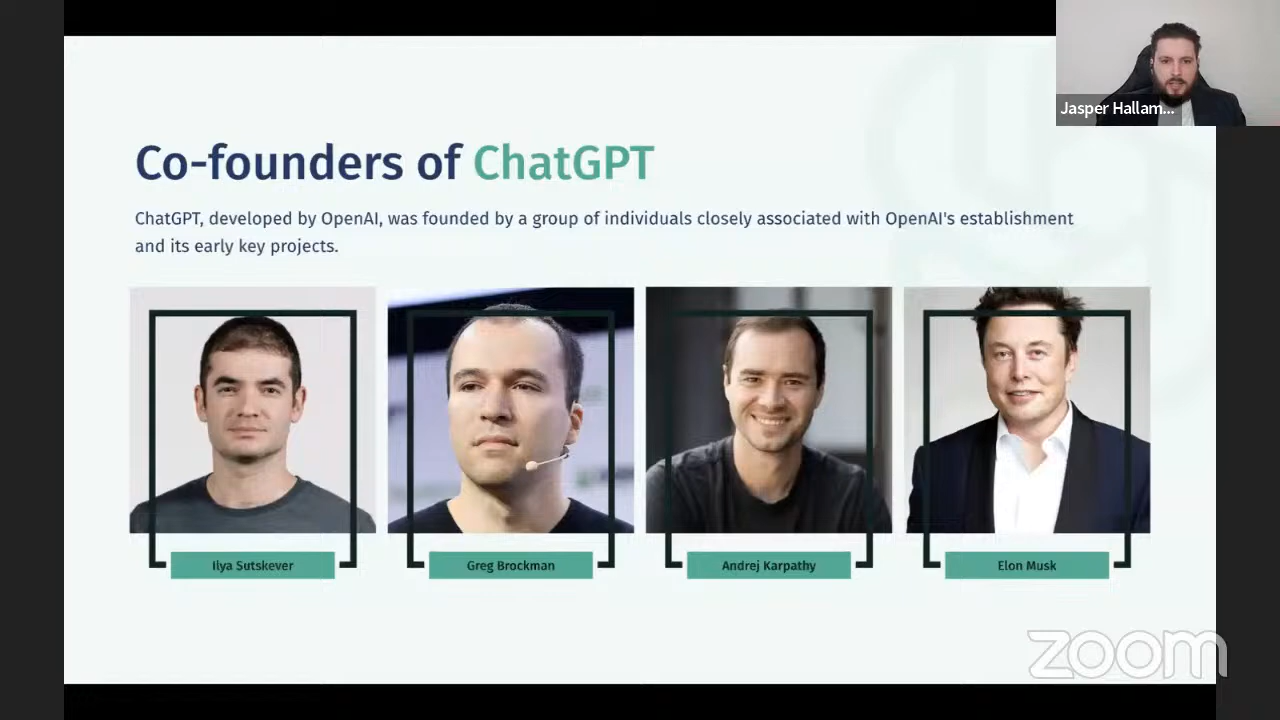 Jasper Hallam...
Co-founders of ChatGPT
ChatGPT, developed by OpenAI, was founded by a group of individuals closely associated with OpenAI's establishment
and its early key projects.
Ilya Sutskever
Greg Brockman
Andrej Karpathy
Elon Musk
zoom